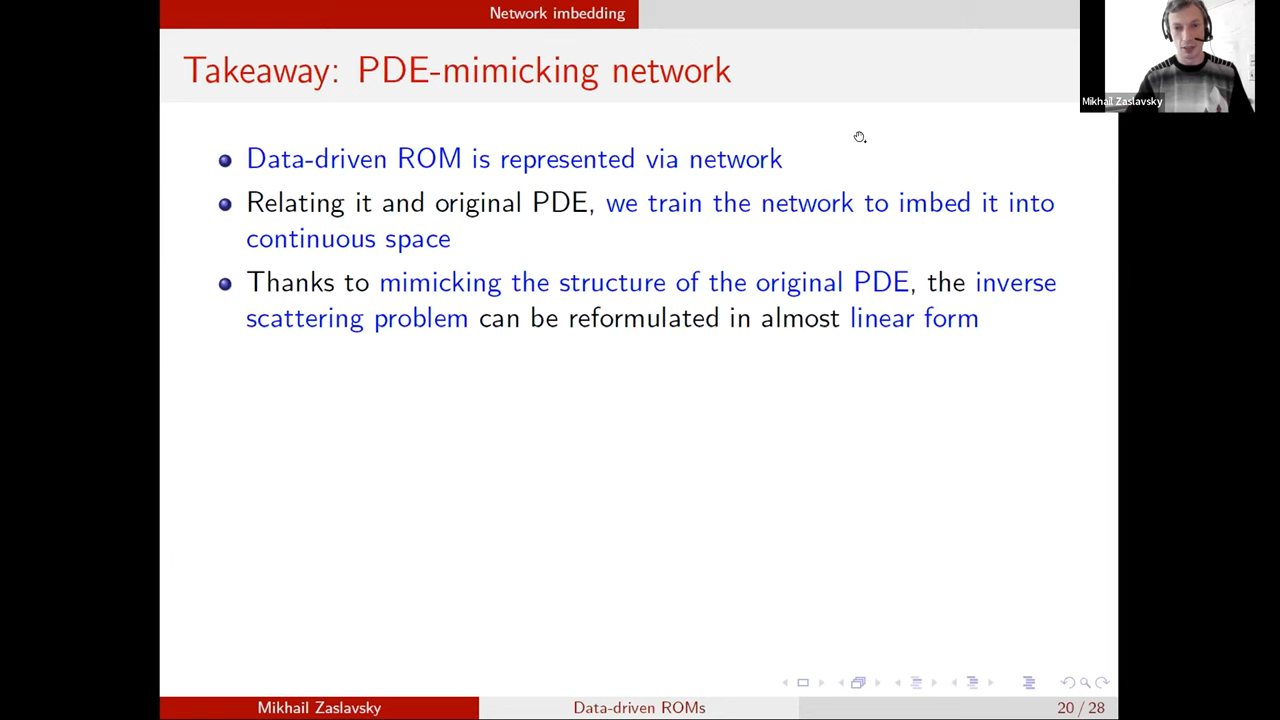 Network imbedding
Takeaway: PDE-mimicking network
Mikhail Zaslavsky
Data-driven ROM is represented via network
Relating it and original PDE, we train the network to imbed it into
continuous space
Thanks to mimicking the structure of the original PDE, the inverse
scattering problem can be reformulated in almost linear form
Mikhail Zaslavsky
Data-driven ROMs
20 / 28